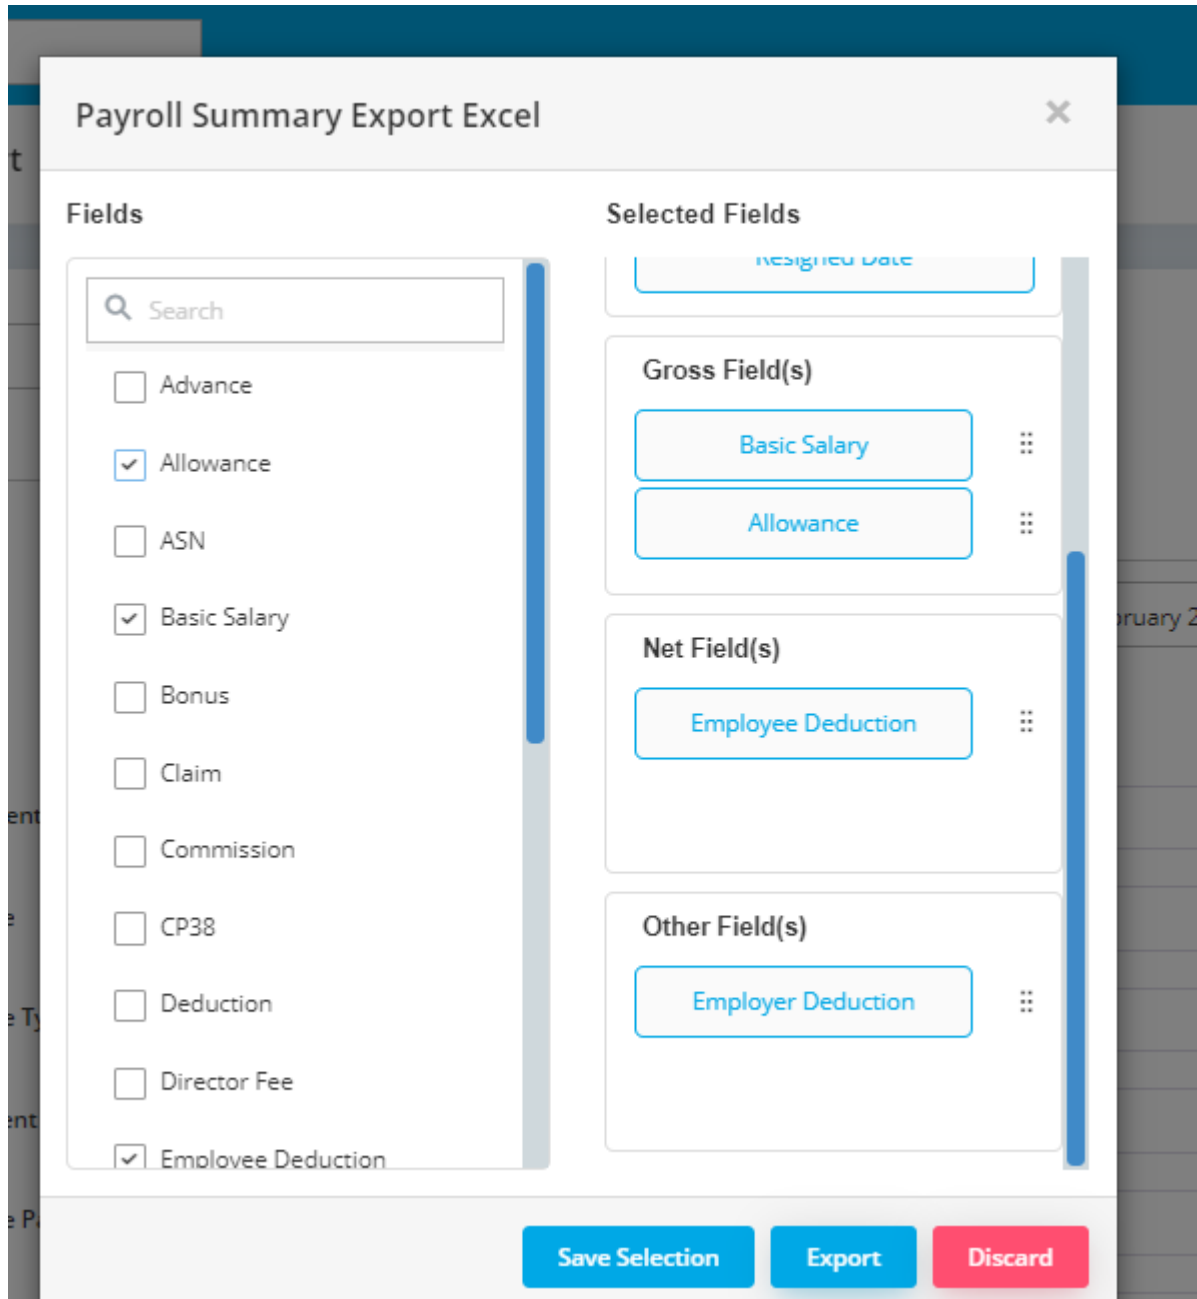 Payroll Summary Export Excel
Fields
Selected Fields
Search
Advance
Allowance
ASN
Basic Salary
Bonus
Claim
Commission
CP38
Deduction
Director Fee
Employee Deduction
Resigned Date
Gross Field(s)
Basic Salary
Allowance
Net Field(s)
Employee Deduction
Other Field(s)
Employer Deduction
Save Selection
Export
Discard